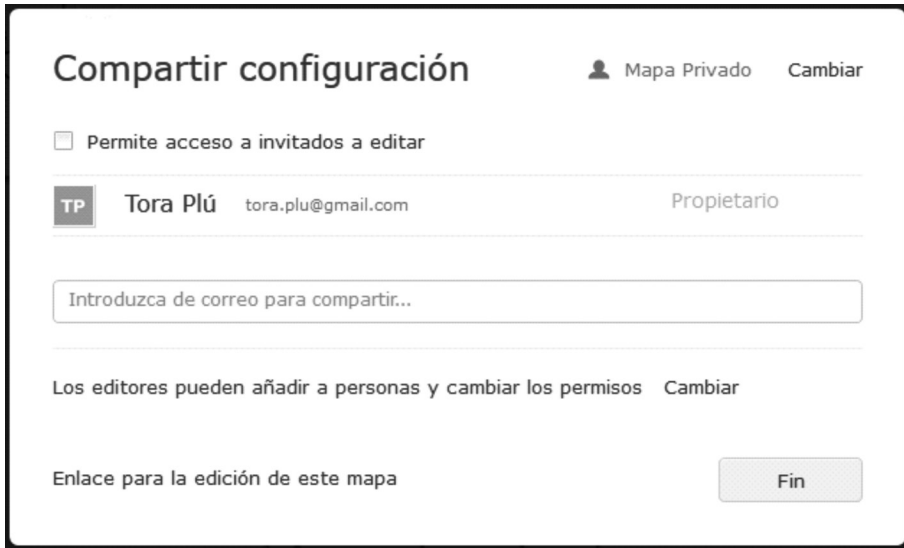 Compartir configuración Mapa Privado Cambiar
Permite acceso a invitados a editar
TP Tora Plú tora.plu@gmail.com Propietario
Introduzca de correo para compartir...
Los editores pueden añadir a personas y cambiar los permisos Cambiar
Enlace para la edición de este mapa Fin